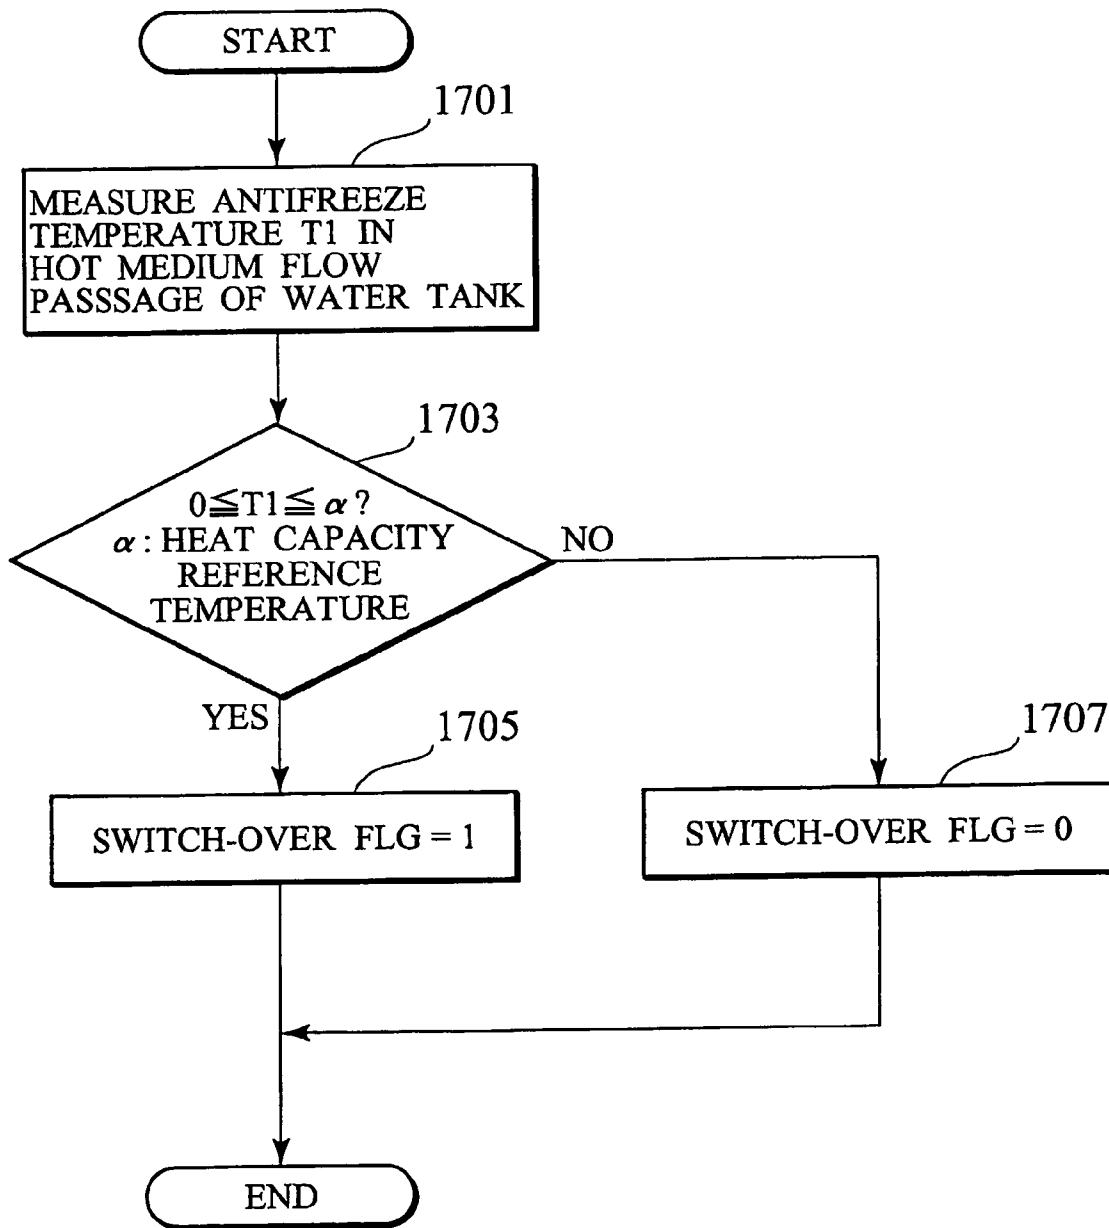 START
1701
MEASURE ANTIFREEZE
TEMPERATURE T1 IN
HOT MEDIUM FLOW
PASSSAGE OF WATER TANK
1703
0≦T1≦α?
α : HEAT CAPACITY
REFERENCE
TEMPERATURE
NO
YES
1705
1707
SWITCH-OVER FLG = 1
SWITCH-OVER FLG = 0
END